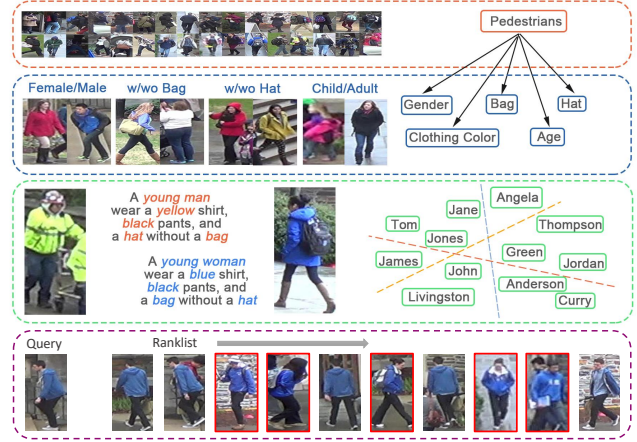 Pedestrians
Female/Male
w/wo Bag
w/wo Hat
Child/Adult
Gender
Bag
Hat
Clothing Color
Age
A young man
wear a yellow shirt,
black pants, and
a hat without a bag
A young woman
wear a blue shirt,
black pants, and
a bag without a hat
Angela
Jane
Tom
Thompson
Jones
Green
James
Jordan
John
Anderson
Livingston
Curry
Query
Ranklist